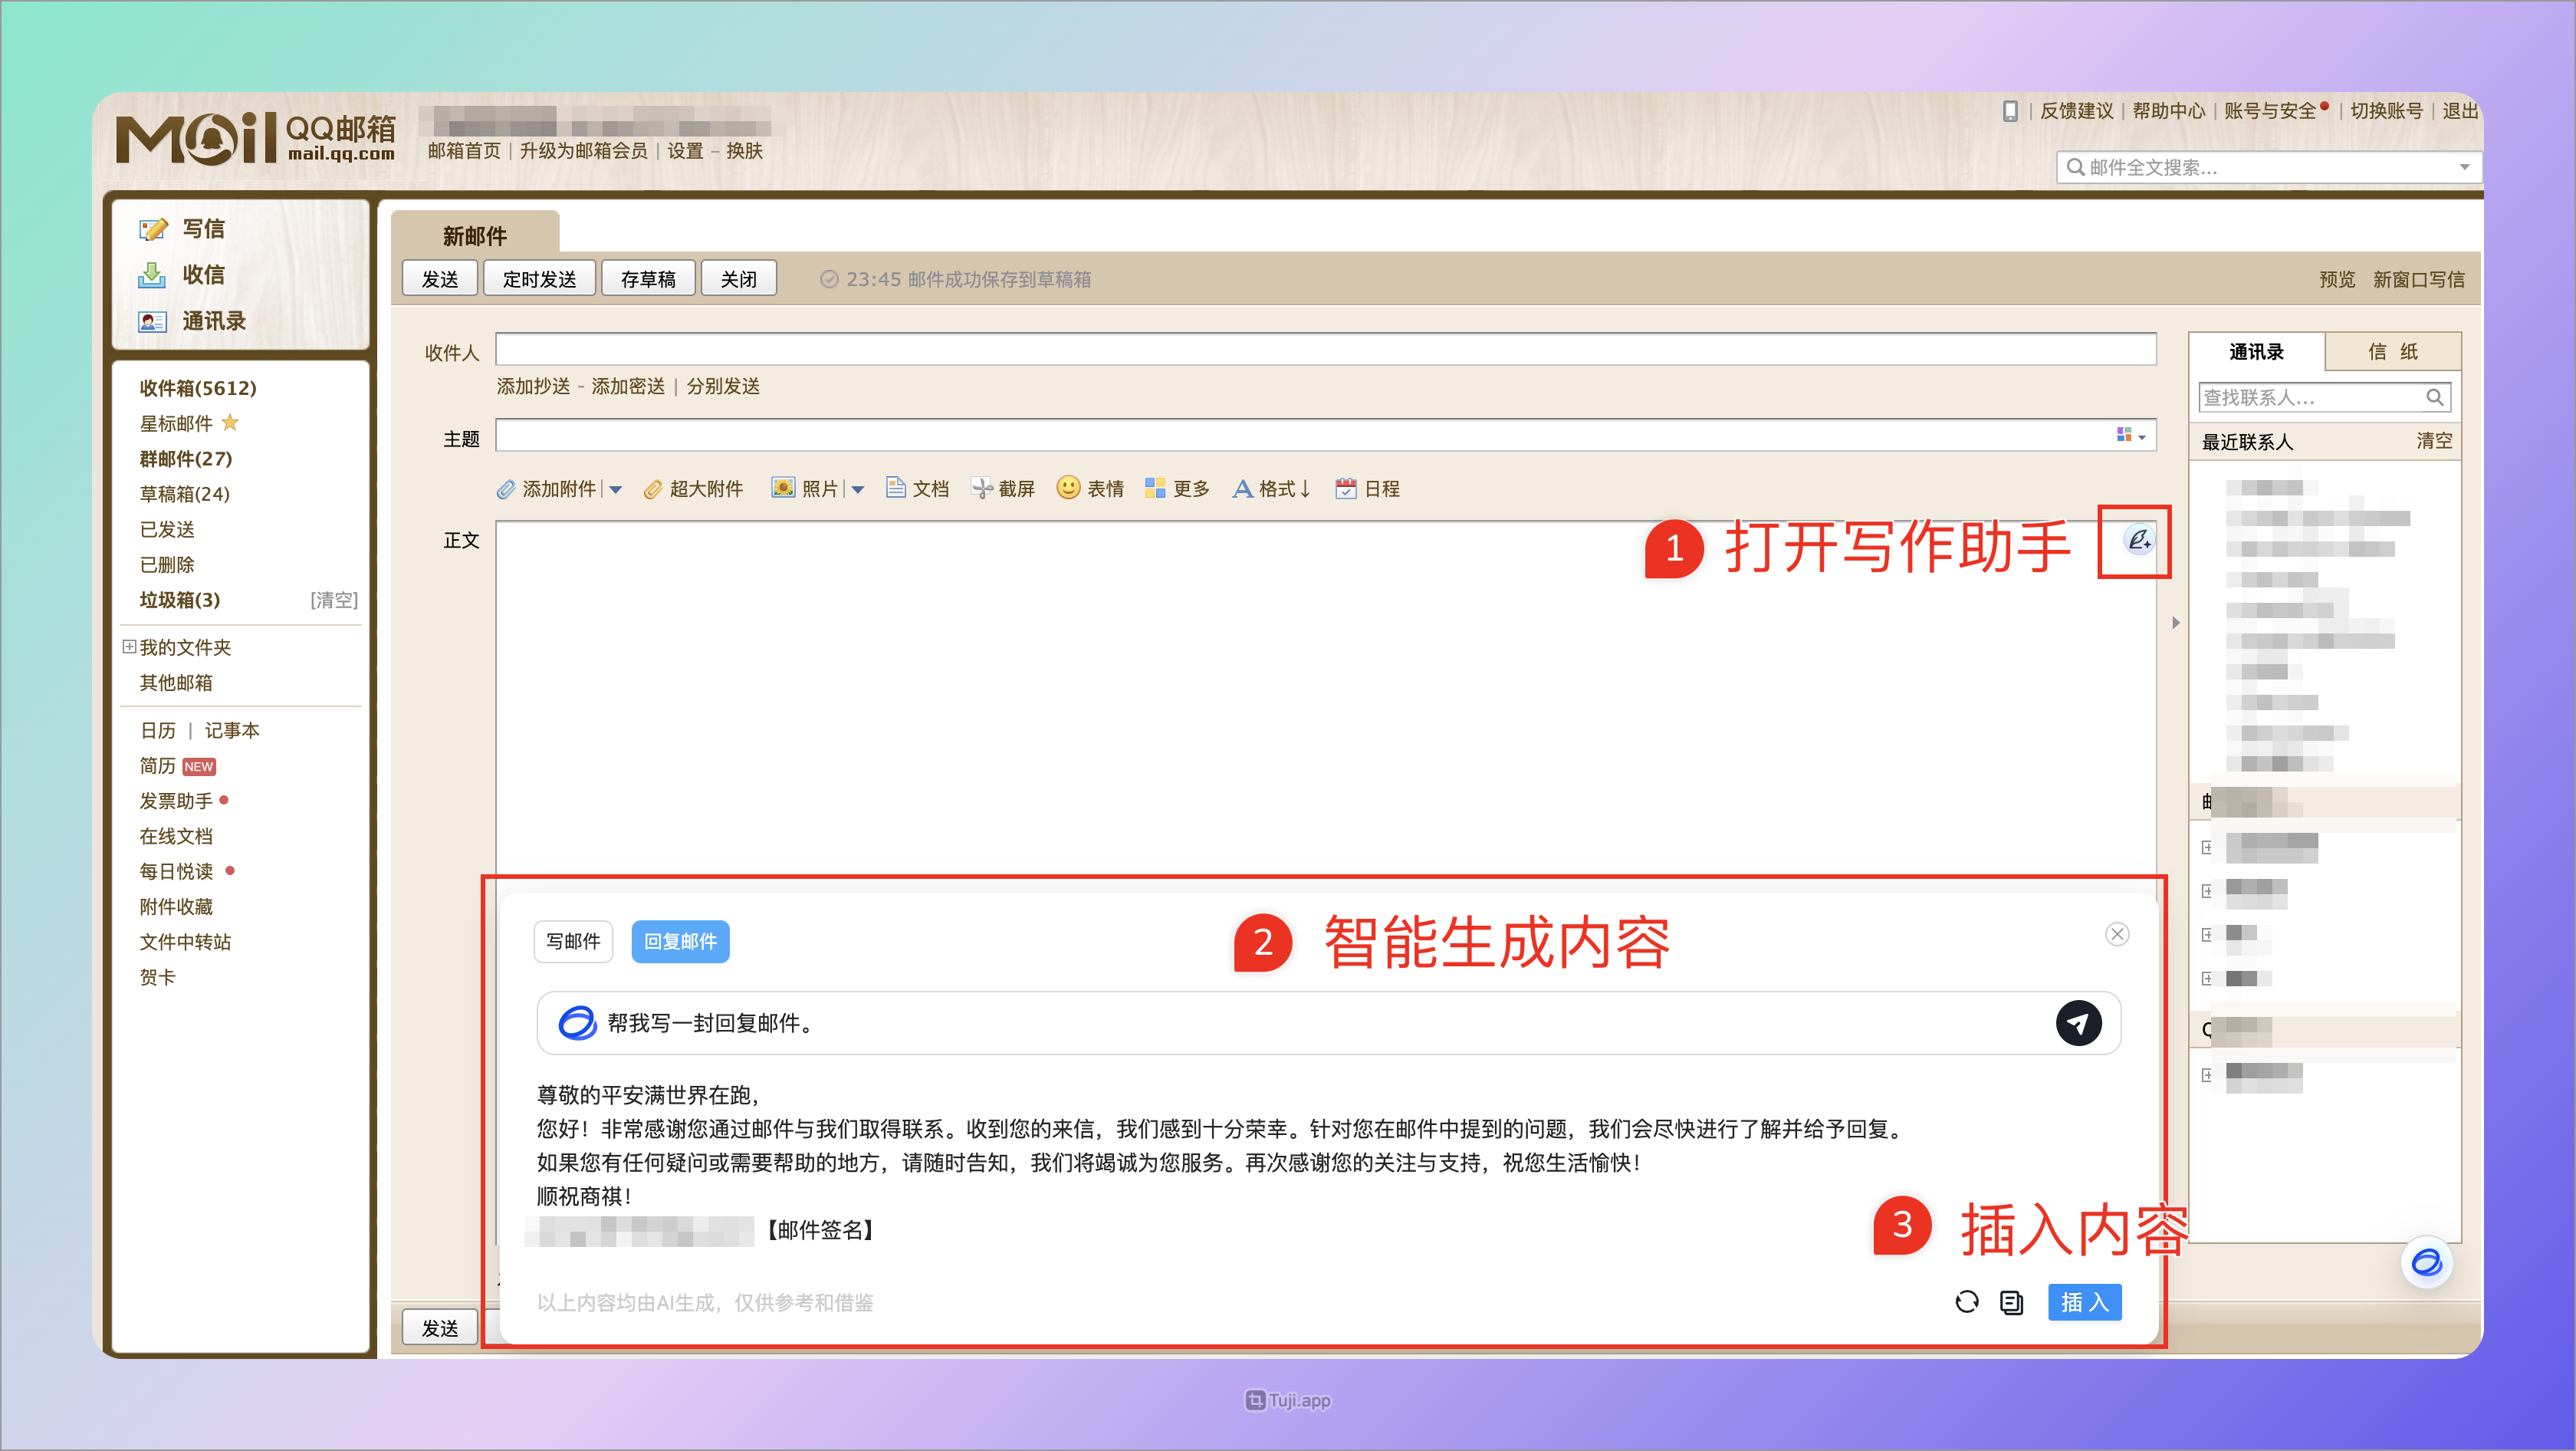 Mail QQ邮箱
mail.qq.com
邮箱首页 | 升级为邮箱会员 | 设置 - 换肤
| 反馈建议 | 帮助中心 | 账号与安全 | 切换账号 | 退出
邮件全文搜索...
写信
收信
通讯录
收件箱(5612)
星标邮件
群邮件(27)
草稿箱(24)
已发送
已删除
垃圾箱(3) [清空]
我的文件夹
其他邮箱
日历 | 记事本
简历 NEW
发票助手
在线文档
每日悦读
附件收藏
文件中转站
贺卡
新邮件
发送 定时发送 存草稿 关闭 23:45 邮件成功保存到草稿箱
预览 新窗口写信
收件人
添加抄送 - 添加密送 | 分别发送
主题
添加附件 | 超大附件 照片 | 文档 截屏 表情 更多 格式↓ 日程
正文
1 打开写作助手
通讯录 信 纸
查找联系人...
最近联系人 清空
2 智能生成内容
写邮件 回复邮件
帮我写一封回复邮件。
尊敬的平安满世界在跑，
您好！非常感谢您通过邮件与我们取得联系。收到您的来信，我们感到十分荣幸。针对您在邮件中提到的问题，我们会尽快进行了解并给予回复。
如果您有任何疑问或需要帮助的地方，请随时告知，我们将竭诚为您服务。再次感谢您的关注与支持，祝您生活愉快！
顺祝商祺！
【邮件签名】
3 插入内容
以上内容均由AI生成，仅供参考和借鉴
插 入
发送
Tuji.app